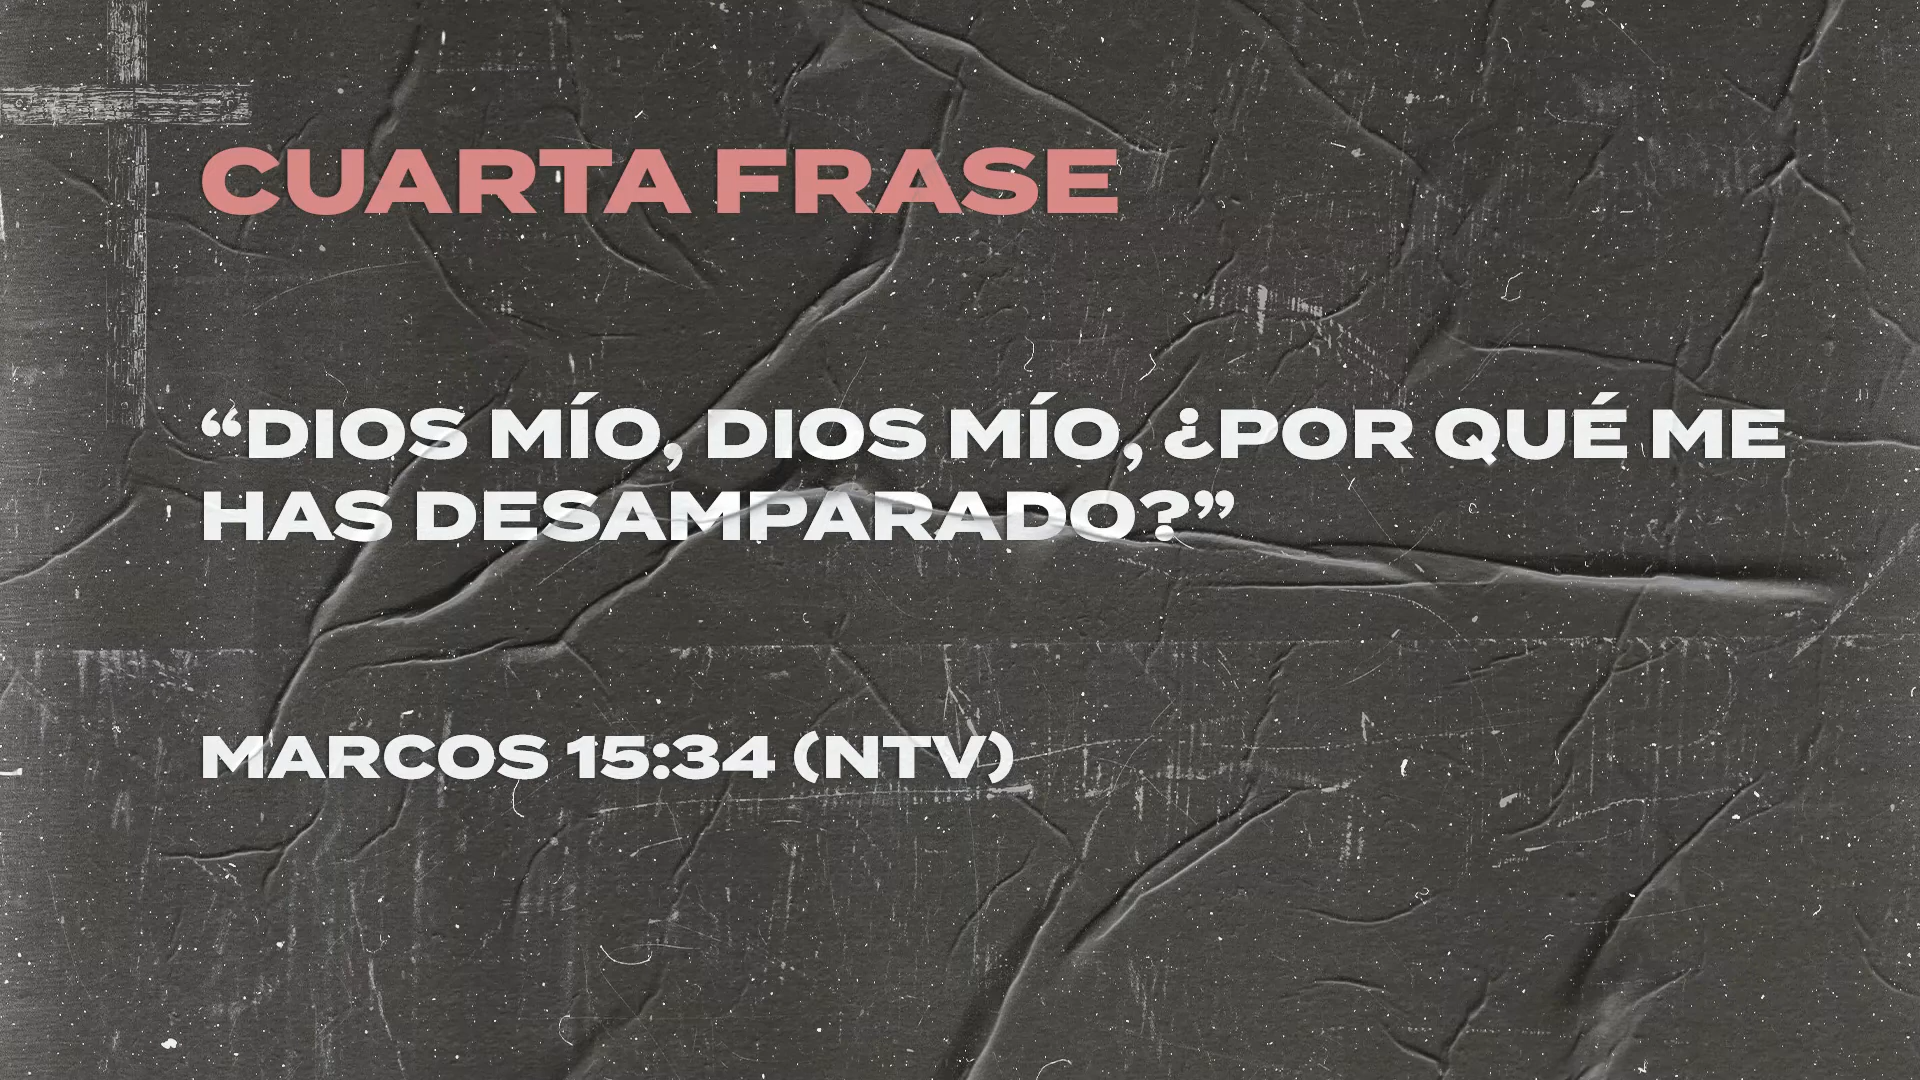 CUARTA FRASE
“DIOS MÍO, DIOS MÍO, ¿POR QUÉ ME
HAS DESAMPARADO?”
MARCOS 15:34 (NTV)